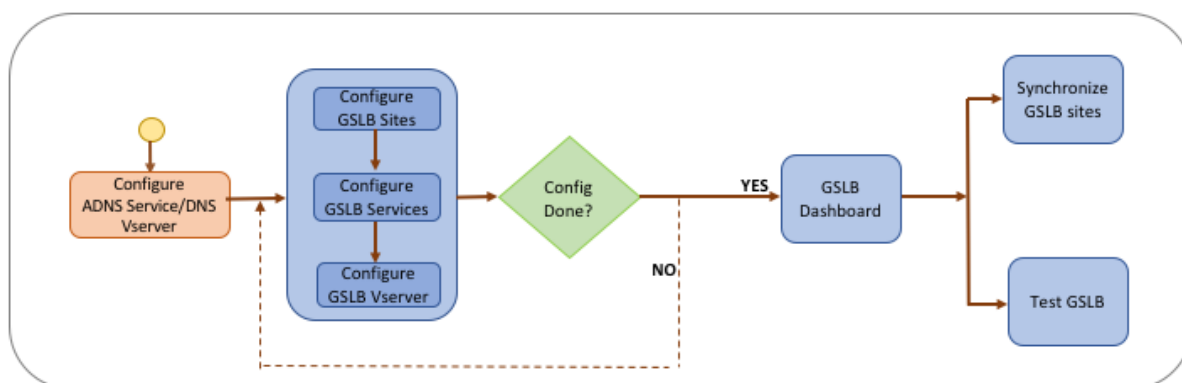 Configure
ADNS Service/DNS
Vserver
Configure
GSLB Sites
Configure
GSLB Services
Configure
GSLB Vserver
Config
Done?
YES
NO
GSLB
Dashboard
Synchronize
GSLB sites
Test GSLB